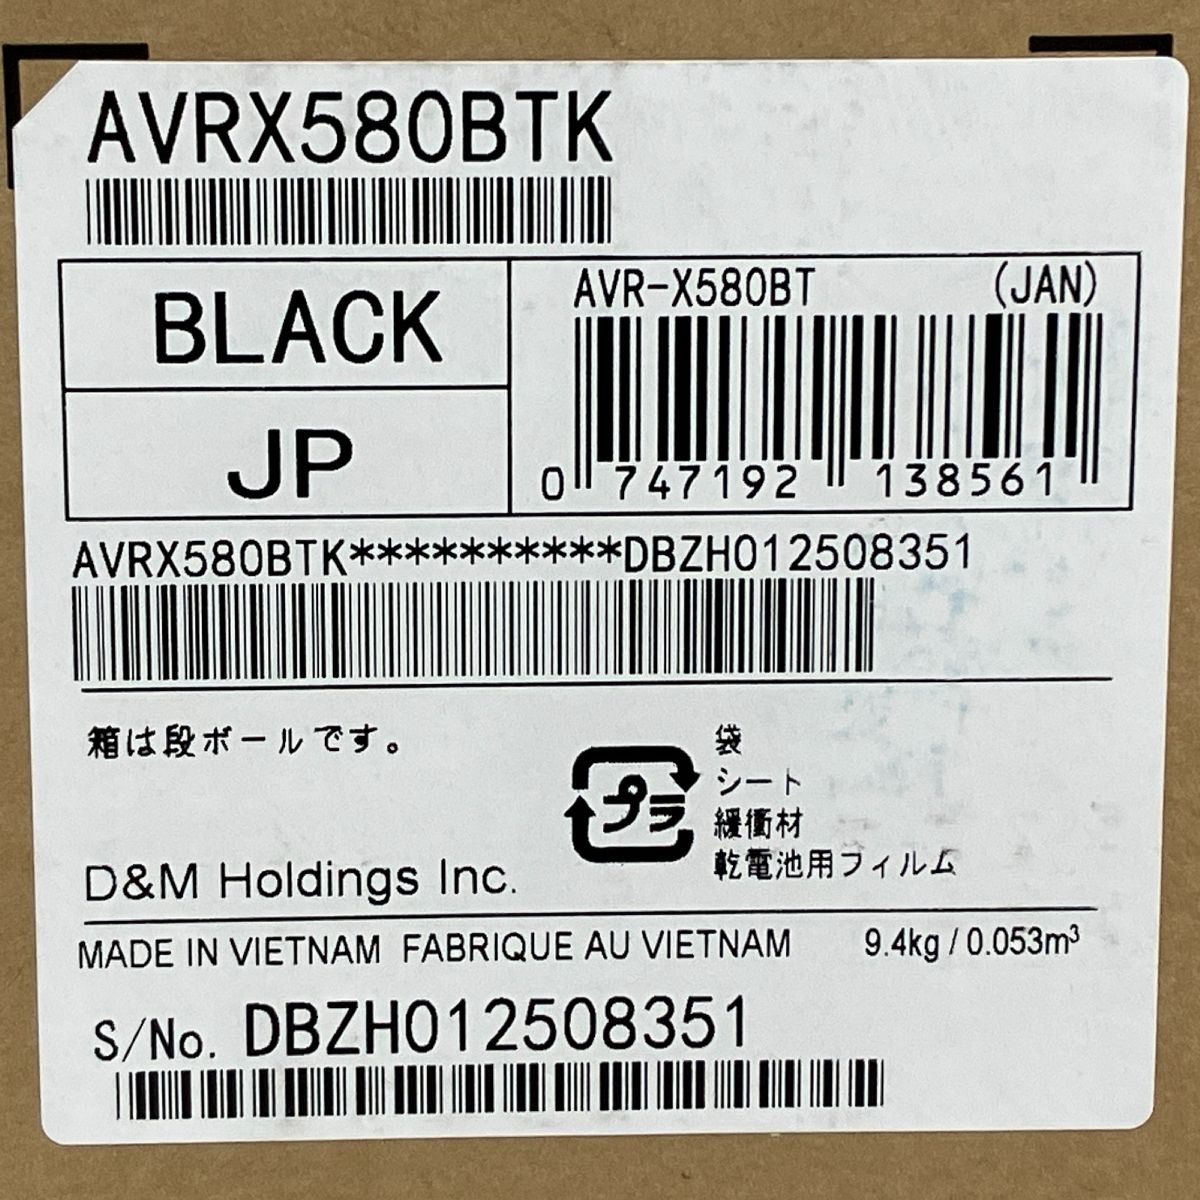 AVRX580BTK
BLACK
JP
AVR-X580BT (JAN)
0 747192 138561
AVRX580BTK**********DBZH012508351
箱は段ボールです。
プラ
袋
シート
緩衝材
乾電池用フィルム
D&M Holdings Inc.
MADE IN VIETNAM FABRIQUE AU VIETNAM 9.4kg / 0.053m³
S/No. DBZH012508351